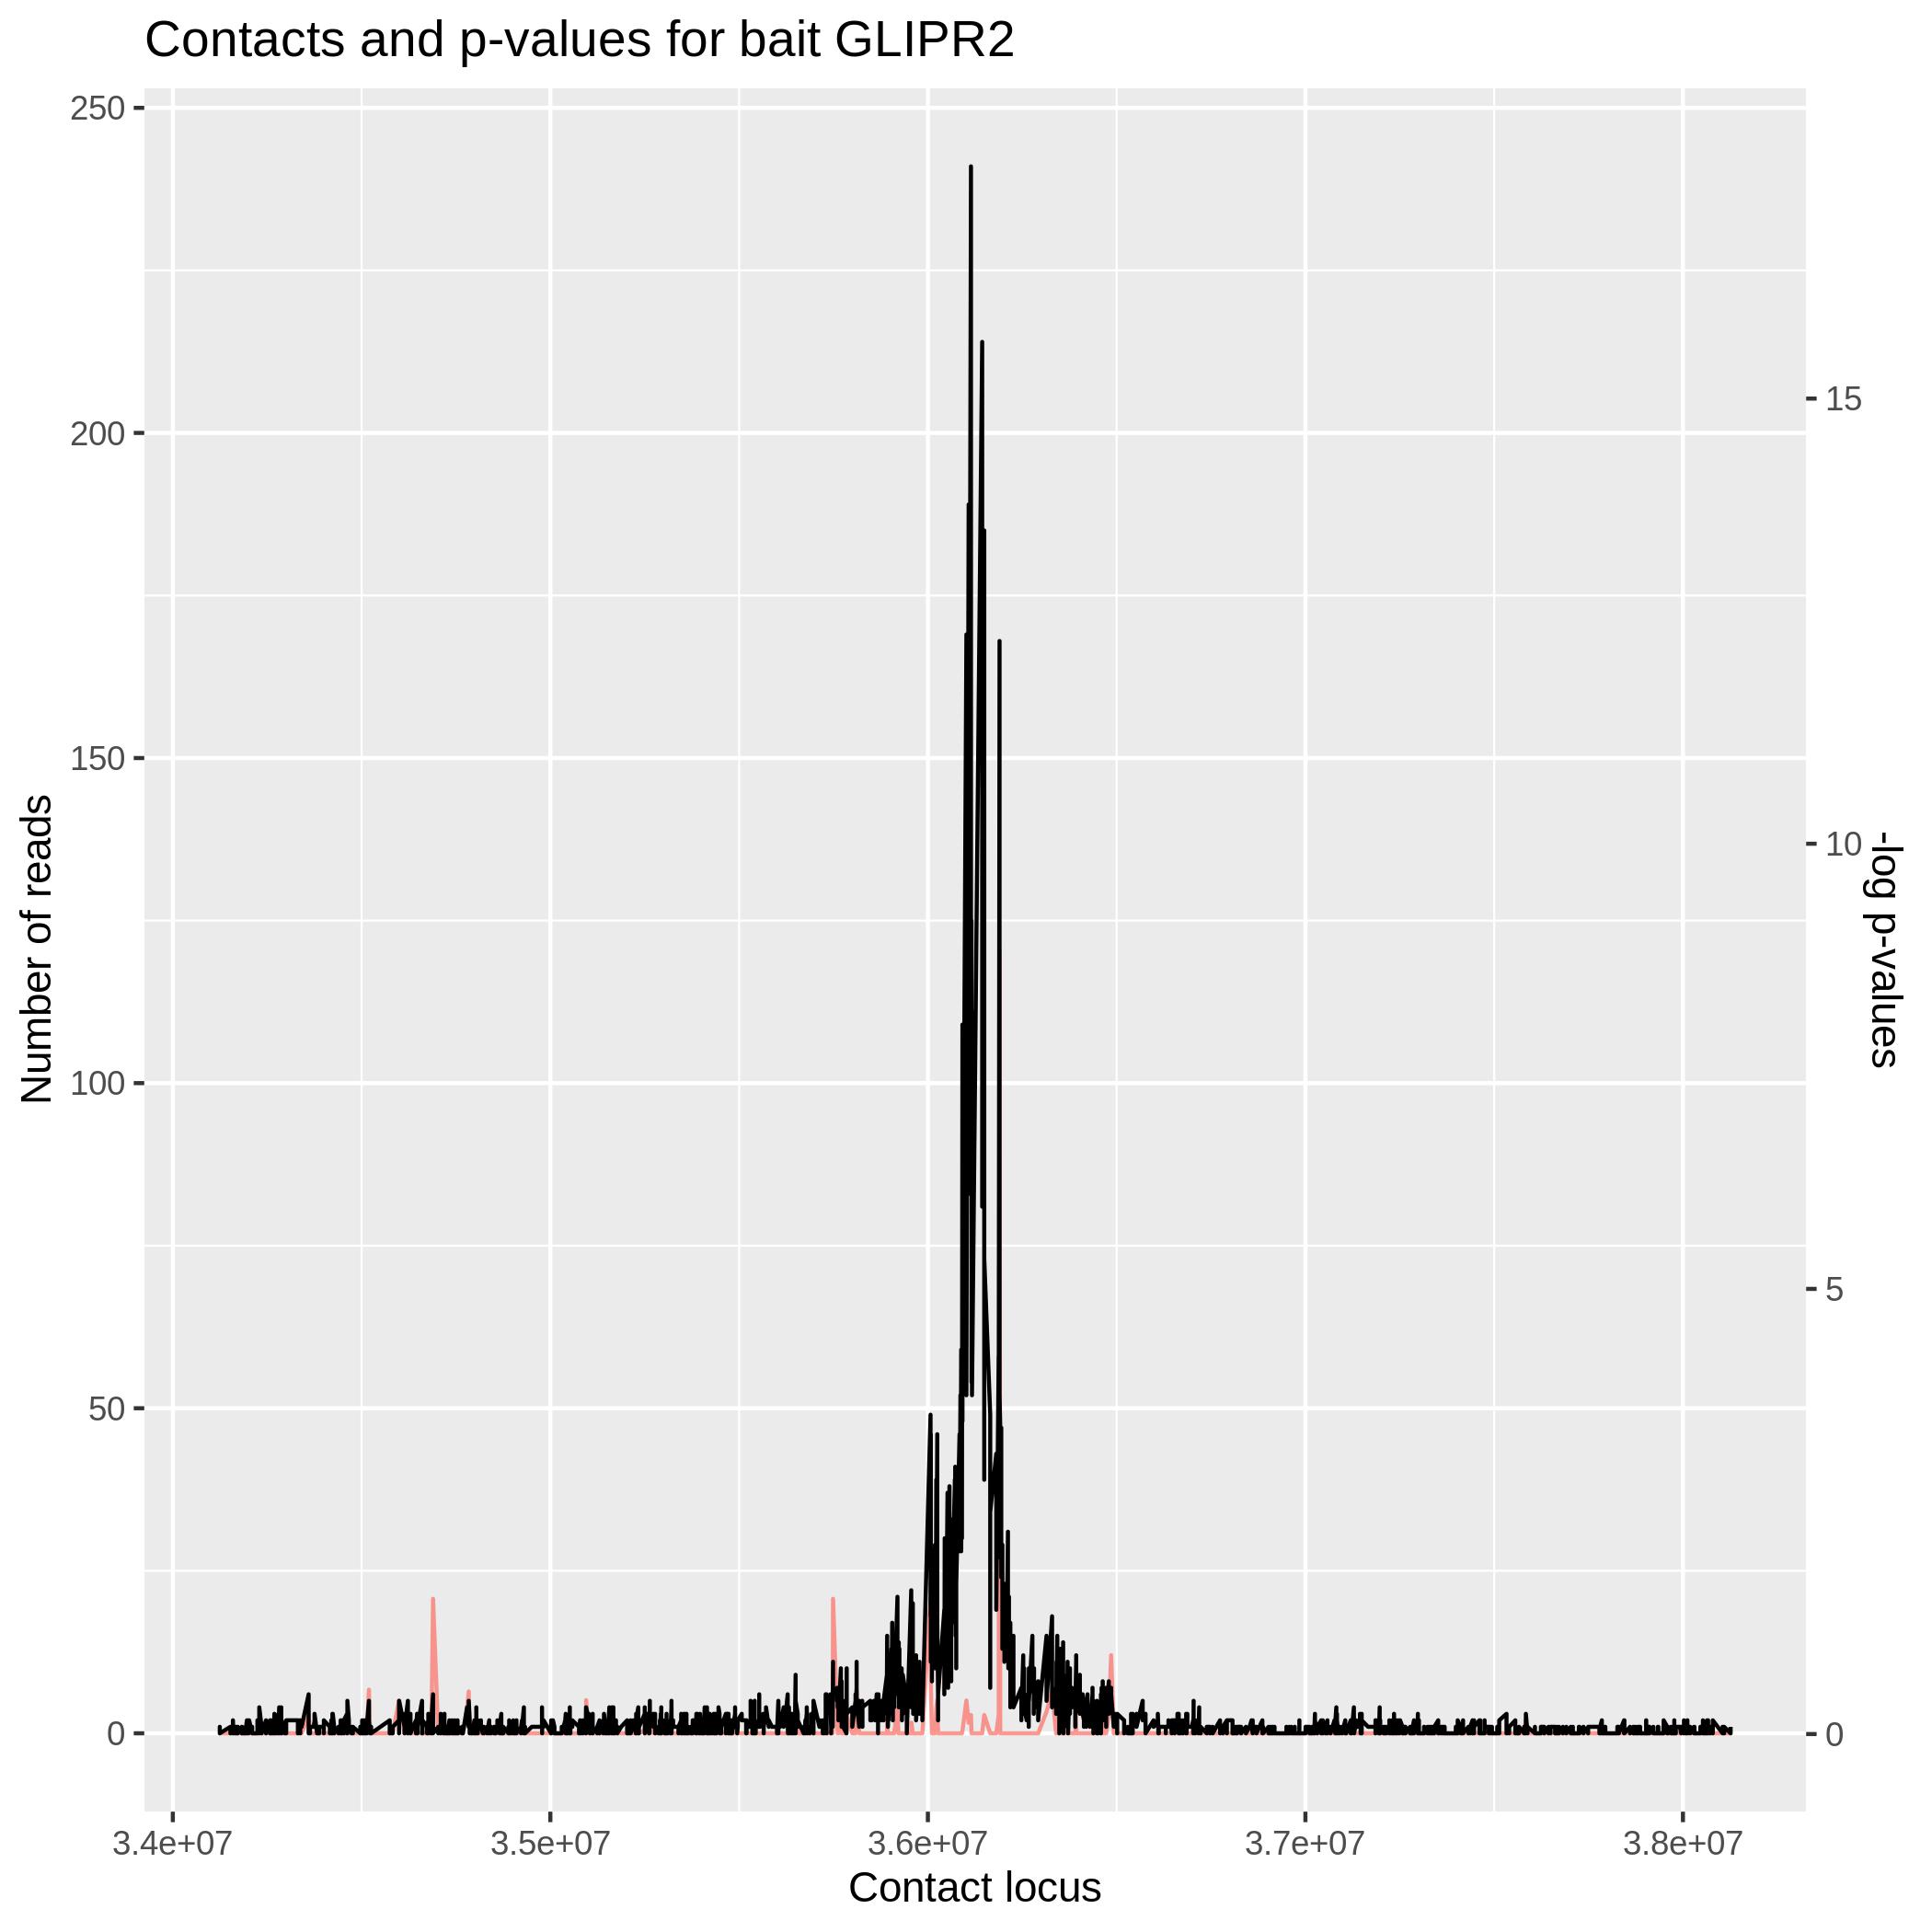 Contacts and p-values for bait GLIPR2
250
200
150
100
50
0
Number of reads
15
10
5
0
-log p-values
3.4e+07
3.5e+07
3.6e+07
3.7e+07
3.8e+07
Contact locus